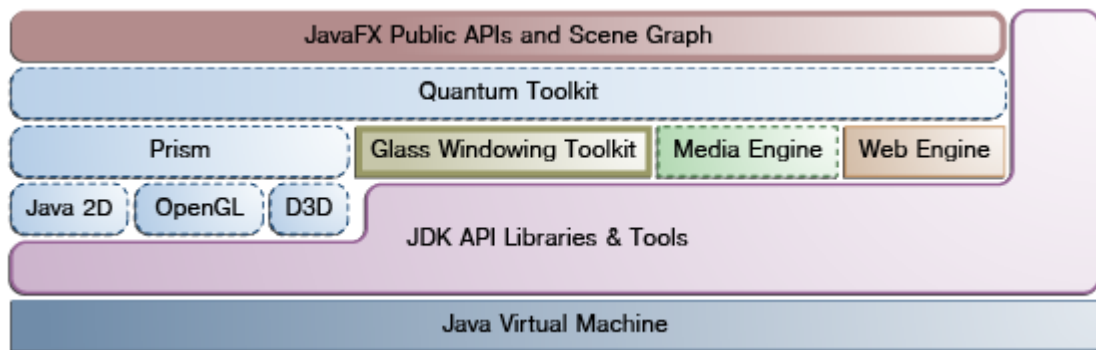 JavaFX Public APIs and Scene Graph
Quantum Toolkit
Prism
Glass Windowing Toolkit
Media Engine
Web Engine
Java 2D
OpenGL
D3D
JDK API Libraries & Tools
Java Virtual Machine